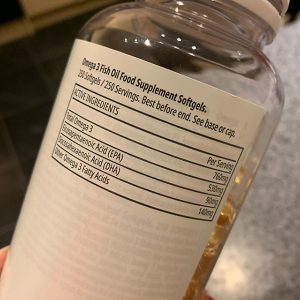 Omega 3 Fish Oil Food Supplement Softgels.
250 Softgels / 250 Servings. Best before end. See base or cap.
ACTIVE INGREDIENTS
Per Serving
Total Omega 3 760mg
Eicosapentaenoic Acid (EPA) 530mg
Docosahexaenoic Acid (DHA) 90mg
Other Omega 3 Fatty Acids 140mg